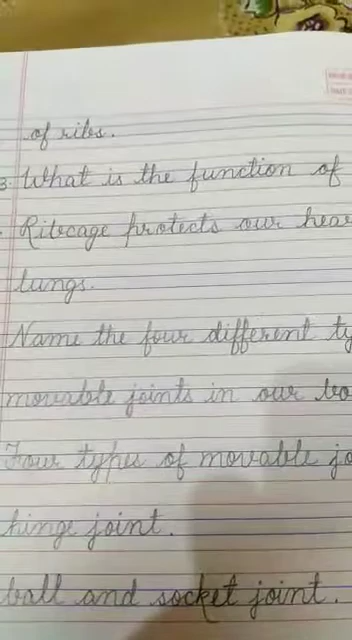 of ribs.
3. What is the function of
Ribcage protects our hear
lungs.
Name the four different ty
movable joints in our bo
Four types of movable jo
hinge joint.
ball and socket joint.